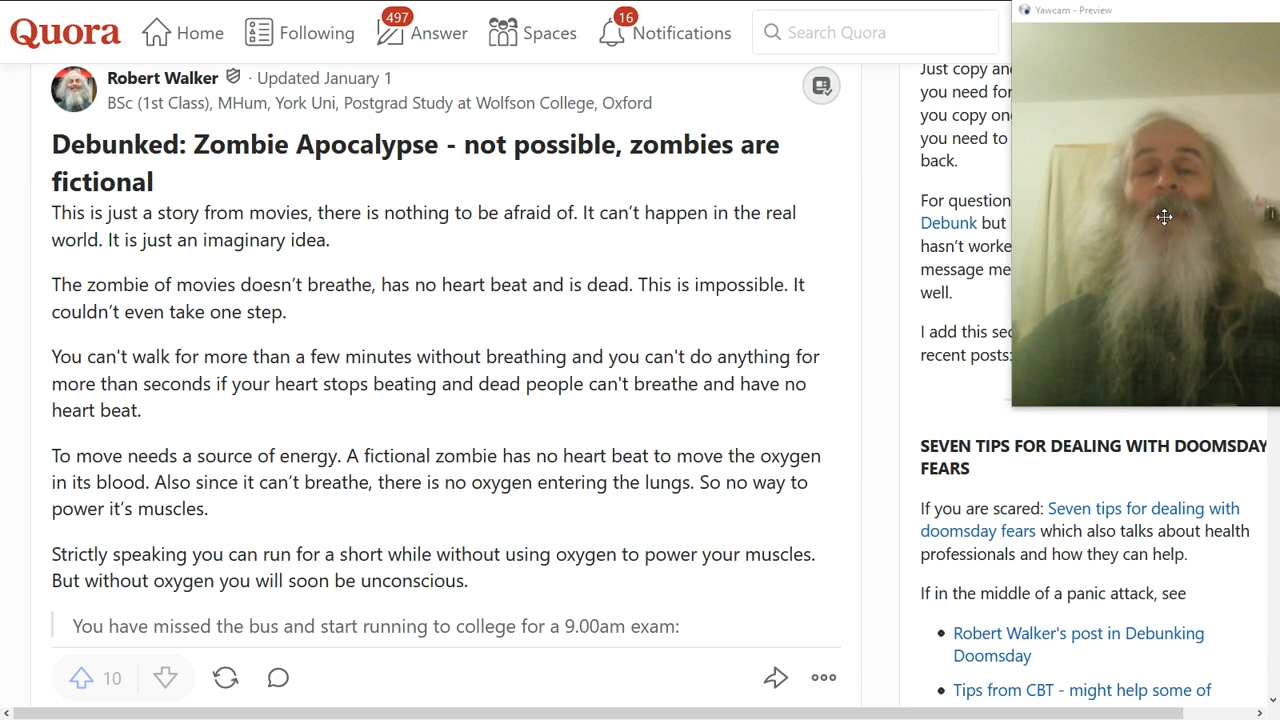 Quora
Home
Following
497
Answer
Spaces
16
Notifications
Search Quora
Yawcam - Preview
Robert Walker · Updated January 1
BSc (1st Class), MHum, York Uni, Postgrad Study at Wolfson College, Oxford
Debunked: Zombie Apocalypse - not possible, zombies are
fictional
This is just a story from movies, there is nothing to be afraid of. It can’t happen in the real
world. It is just an imaginary idea.
The zombie of movies doesn’t breathe, has no heart beat and is dead. This is impossible. It
couldn’t even take one step.
You can't walk for more than a few minutes without breathing and you can't do anything for
more than seconds if your heart stops beating and dead people can't breathe and have no
heart beat.
To move needs a source of energy. A fictional zombie has no heart beat to move the oxygen
in its blood. Also since it can’t breathe, there is no oxygen entering the lungs. So no way to
power it’s muscles.
Strictly speaking you can run for a short while without using oxygen to power your muscles.
But without oxygen you will soon be unconscious.
You have missed the bus and start running to college for a 9.00am exam:
10
Just copy an
you need for
you copy on
you need to
back.
For question
Debunk but
hasn’t worke
message me
well.
I add this sec
recent posts:
SEVEN TIPS FOR DEALING WITH DOOMSDAY
FEARS
If you are scared: Seven tips for dealing with
doomsday fears which also talks about health
professionals and how they can help.
If in the middle of a panic attack, see
• Robert Walker's post in Debunking
Doomsday
• Tips from CBT - might help some of